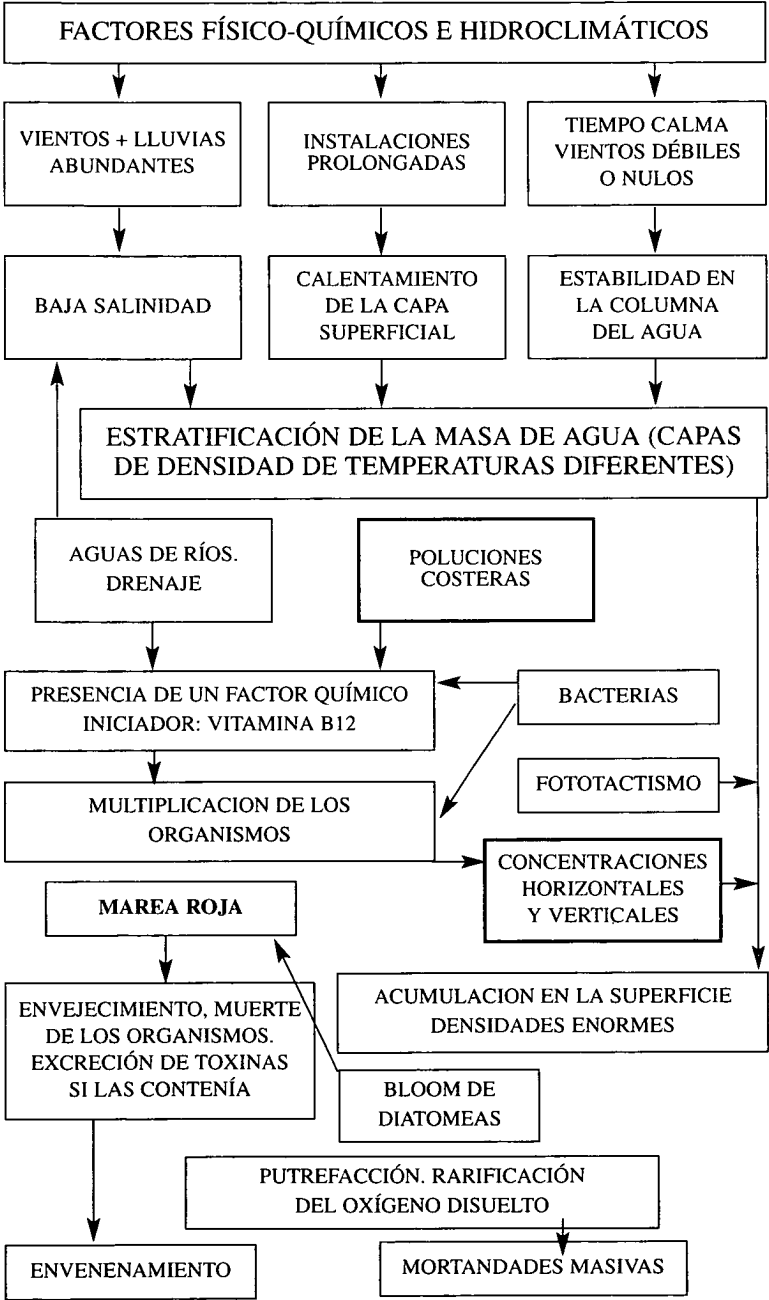 FACTORES FÍSICO-QUÍMICOS E HIDROCLIMÁTICOS
VIENTOS + LLUVIAS
ABUNDANTES
INSTALACIONES
PROLONGADAS
TIEMPO CALMA
VIENTOS DÉBILES
O NULOS
BAJA SALINIDAD
CALENTAMIENTO
DE LA CAPA
SUPERFICIAL
ESTABILIDAD EN
LA COLUMNA
DEL AGUA
ESTRATIFICACIÓN DE LA MASA DE AGUA (CAPAS
DE DENSIDAD DE TEMPERATURAS DIFERENTES)
AGUAS DE RÍOS.
DRENAJE
POLUCIONES
COSTERAS
PRESENCIA DE UN FACTOR QUÍMICO
INICIADOR: VITAMINA B12
BACTERIAS
FOTOTACTISMO
MULTIPLICACION DE LOS
ORGANISMOS
CONCENTRACIONES
HORIZONTALES
Y VERTICALES
MAREA ROJA
ENVEJECIMIENTO, MUERTE
DE LOS ORGANISMOS.
EXCRECIÓN DE TOXINAS
SI LAS CONTENÍA
ACUMULACION EN LA SUPERFICIE
DENSIDADES ENORMES
BLOOM DE
DIATOMEAS
PUTREFACCIÓN. RARIFICACIÓN
DEL OXÍGENO DISUELTO
ENVENENAMIENTO
MORTANDADES MASIVAS